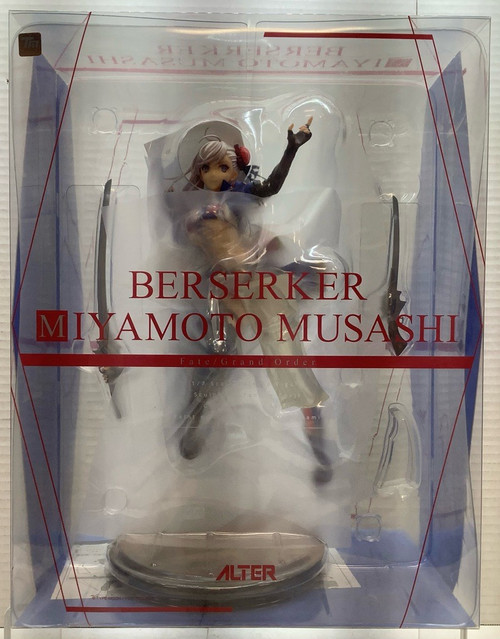 BERSERKER
MIYAMOTO MUSASHI
BERSERKER
MIYAMOTO MUSASHI
Fate/Grand Order
ALTER